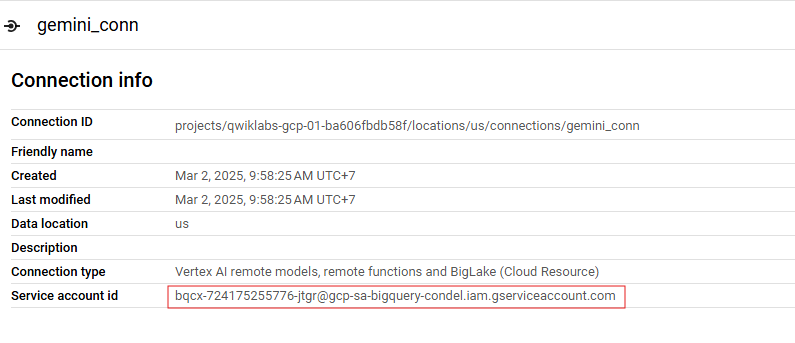 gemini_conn
Connection info
Connection ID projects/qwiklabs-gcp-01-ba606fbdb58f/locations/us/connections/gemini_conn
Friendly name
Created Mar 2, 2025, 9:58:25 AM UTC+7
Last modified Mar 2, 2025, 9:58:25 AM UTC+7
Data location us
Description
Connection type Vertex AI remote models, remote functions and BigLake (Cloud Resource)
Service account id bqcx-724175255776-jtgr@gcp-sa-bigquery-condel.iam.gserviceaccount.com